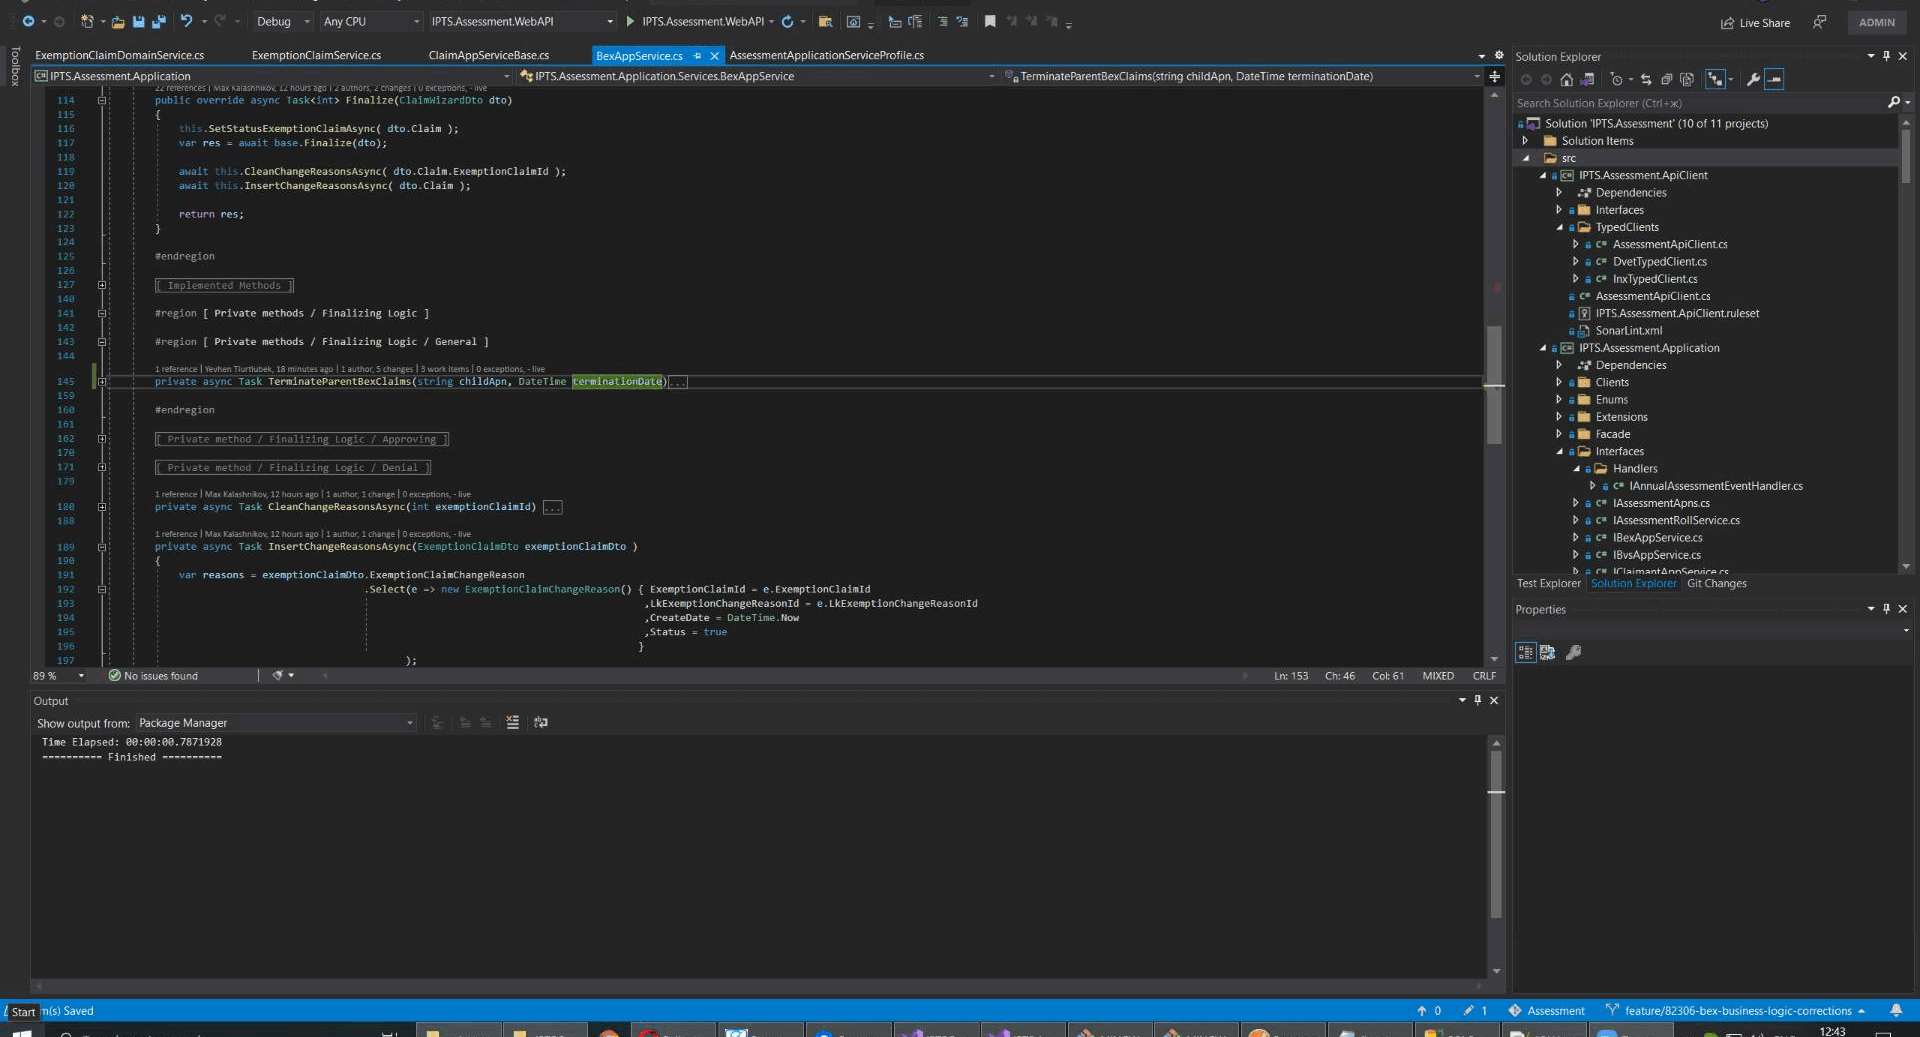 Debug
Any CPU
IPTS.Assessment.WebAPI
IPTS.Assessment.WebAPI
Live Share
ADMIN
Toolbox
ExemptionClaimDomainService.cs
ExemptionClaimService.cs
ClaimAppServiceBase.cs
BexAppService.cs
AssessmentApplicationServiceProfile.cs
IPTS.Assessment.Application
IPTS.Assessment.Application.Services.BexAppService
TerminateParentBexClaims(string childApn, DateTime terminationDate)
22 references | Max Kalashnikov, 12 hours ago | 2 authors, 2 changes | 0 exceptions, - live
114 public override async Task<int> Finalize(ClaimWizardDto dto)
115 {
116 this.SetStatusExemptionClaimAsync( dto.Claim );
117 var res = await base.Finalize(dto);
118
119 await this.CleanChangeReasonsAsync( dto.Claim.ExemptionClaimId );
120 await this.InsertChangeReasonsAsync( dto.Claim );
121
122 return res;
123 }
124
125 #endregion
126
127 [ Implemented Methods ]
140
141 #region [ Private methods / Finalizing Logic ]
142
143 #region [ Private methods / Finalizing Logic / General ]
144
1 reference | Yevhen Tiurtlubek, 18 minutes ago | 1 author, 5 changes | 3 work items | 0 exceptions, - live
145 private async Task TerminateParentBexClaims(string childApn, DateTime terminationDate)...
159
160 #endregion
161
162 [ Private method / Finalizing Logic / Approving ]
170
171 [ Private method / Finalizing Logic / Denial ]
179
1 reference | Max Kalashnikov, 12 hours ago | 1 author, 1 change | 0 exceptions, - live
180 private async Task CleanChangeReasonsAsync(int exemptionClaimId) ...
188
1 reference | Max Kalashnikov, 12 hours ago | 1 author, 1 change | 0 exceptions, - live
189 private async Task InsertChangeReasonsAsync(ExemptionClaimDto exemptionClaimDto )
190 {
191 var reasons = exemptionClaimDto.ExemptionClaimChangeReason
192 .Select(e => new ExemptionClaimChangeReason() { ExemptionClaimId = e.ExemptionClaimId
193 ,LkExemptionChangeReasonId = e.LkExemptionChangeReasonId
194 ,CreateDate = DateTime.Now
195 ,Status = true
196 }
197 );
89 %
No issues found
Ln: 153
Ch: 46
Col: 61
MIXED
CRLF
Output
Show output from:
Package Manager
Time Elapsed: 00:00:00.7871928
========== Finished ==========
Solution Explorer
Search Solution Explorer (Ctrl+ж)
Solution 'IPTS.Assessment' (10 of 11 projects)
Solution Items
src
IPTS.Assessment.ApiClient
Dependencies
Interfaces
TypedClients
AssessmentApiClient.cs
DvetTypedClient.cs
InxTypedClient.cs
AssessmentApiClient.cs
IPTS.Assessment.ApiClient.ruleset
SonarLint.xml
IPTS.Assessment.Application
Dependencies
Clients
Enums
Extensions
Facade
Interfaces
Handlers
IAnnualAssessmentEventHandler.cs
IAssessmentApns.cs
IAssessmentRollService.cs
IBexAppService.cs
IBvsAppService.cs
IClaimantAppService.cs
Test Explorer
Solution Explorer
Git Changes
Properties
Start
m(s) Saved
0
1
Assessment
feature/82306-bex-business-logic-corrections
12:43